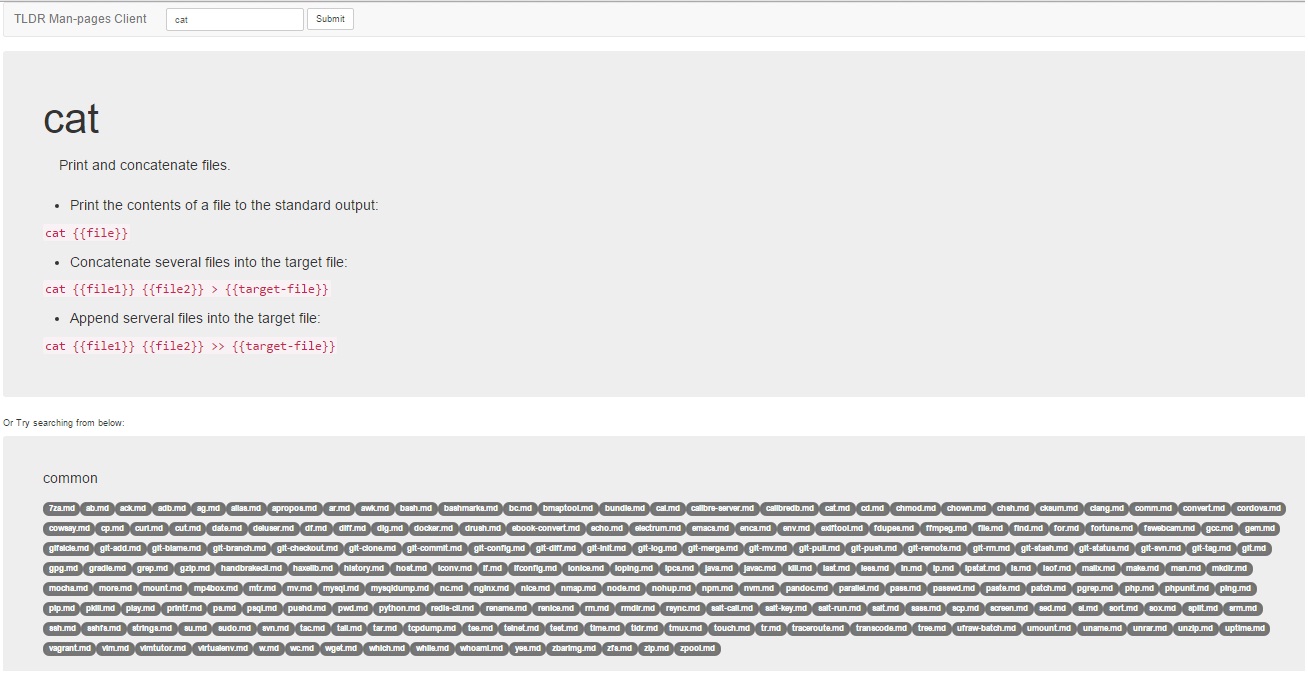 TLDR Man-pages Client cat Submit
cat
Print and concatenate files.
Print the contents of a file to the standard output:
cat {{file}}
Concatenate several files into the target file:
cat {{file1}} {{file2}} > {{target-file}}
Append serveral files into the target file:
cat {{file1}} {{file2}} >> {{target-file}}
Or Try searching from below:
common
7za.md ab.md ack.md adb.md ag.md alias.md apropos.md ar.md awk.md bash.md bashmarks.md bc.md bmaptool.md bundle.md cal.md calibre-server.md calibredb.md cat.md cd.md chmod.md chown.md chsh.md cksum.md clang.md comm.md convert.md cordova.md
cowsay.md cp.md curl.md cut.md date.md deluser.md df.md diff.md dig.md docker.md drush.md ebook-convert.md echo.md electrum.md emacs.md enca.md env.md exiftool.md fdupes.md ffmpeg.md file.md find.md for.md fortune.md fswebcam.md gcc.md gem.md
gifsicle.md git-add.md git-blame.md git-branch.md git-checkout.md git-clone.md git-commit.md git-config.md git-diff.md git-init.md git-log.md git-merge.md git-mv.md git-pull.md git-push.md git-remote.md git-rm.md git-stash.md git-status.md git-svn.md git-tag.md git.md
gpg.md gradle.md grep.md gzip.md handbrakecli.md haxelib.md history.md host.md iconv.md if.md ifconfig.md ionice.md ioping.md ipcs.md java.md javac.md kill.md last.md less.md ln.md lp.md lpstat.md ls.md lsof.md mailx.md make.md man.md mkdir.md
mocha.md more.md mount.md mp4box.md mtr.md mv.md mysql.md mysqldump.md nc.md nginx.md nice.md nmap.md node.md nohup.md npm.md nvm.md pandoc.md parallel.md pass.md passwd.md paste.md patch.md pgrep.md php.md phpunit.md ping.md
pip.md pkill.md play.md printf.md ps.md psql.md pushd.md pwd.md python.md redis-cli.md rename.md renice.md rm.md rmdir.md rsync.md salt-call.md salt-key.md salt-run.md salt.md sass.md scp.md screen.md sed.md sl.md sort.md sox.md split.md srm.md
ssh.md sshfs.md strings.md su.md sudo.md svn.md tac.md tail.md tar.md tcpdump.md tee.md telnet.md test.md time.md tldr.md tmux.md touch.md tr.md traceroute.md transcode.md tree.md ufraw-batch.md umount.md uname.md unrar.md unzip.md uptime.md
vagrant.md vim.md vimtutor.md virtualenv.md w.md wc.md wget.md which.md while.md whoami.md yes.md zbarimg.md zfs.md zip.md zpool.md